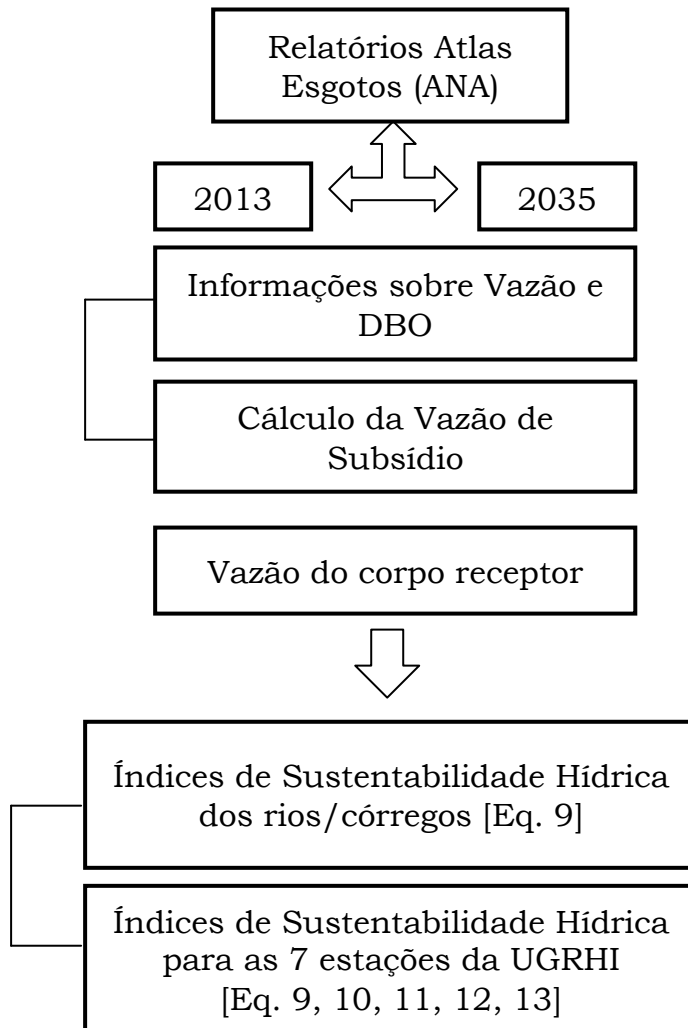 Relatórios Atlas
Esgotos (ANA)
2013
2035
Informações sobre Vazão e
DBO
Cálculo da Vazão de
Subsídio
Vazão do corpo receptor
Índices de Sustentabilidade Hídrica
dos rios/córregos [Eq. 9]
Índices de Sustentabilidade Hídrica
para as 7 estações da UGRHI
[Eq. 9, 10, 11, 12, 13]